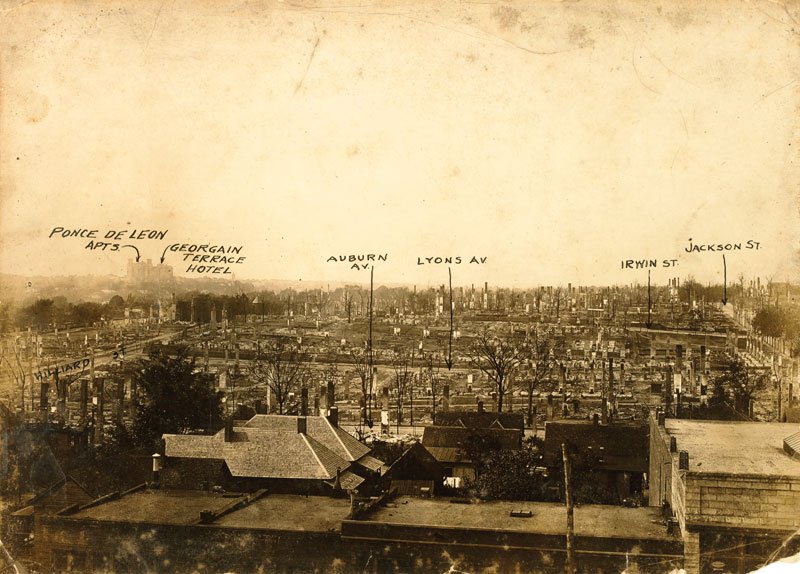 PONCE DE LEON
APTS.
GEORGAIN
TERRACE
HOTEL
AUBURN
AV.
LYONS AV.
IRWIN ST.
JACKSON ST.
HILLIARD ST